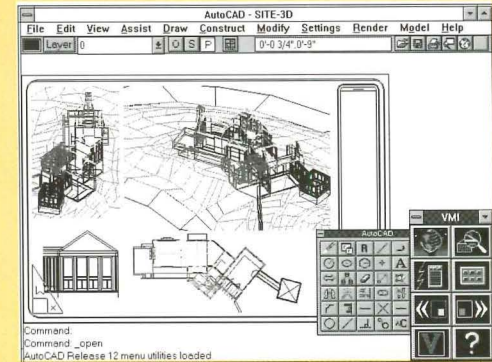 AutoCAD - SITE-3D
File Edit View Assist Draw Construct Modify Settings Render Model Help
Layer 0 O S P 0'-0 3/4",0'-9"
AutoCAD
VMI
R
A
?
Command:
Command: _open
AutoCAD Release 12 menu utilities loaded